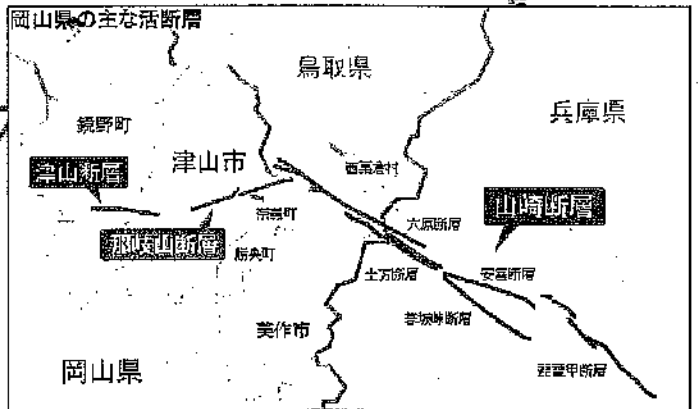 岡山県の主な活断層
鳥取県
兵庫県
鏡野町
津山市
西粟倉村
津山断層
山崎断層
奈義町
大原断層
那岐山断層
勝央町
土万断層
安富断層
美作市
暮坂峠断層
岡山県
琵琶甲断層